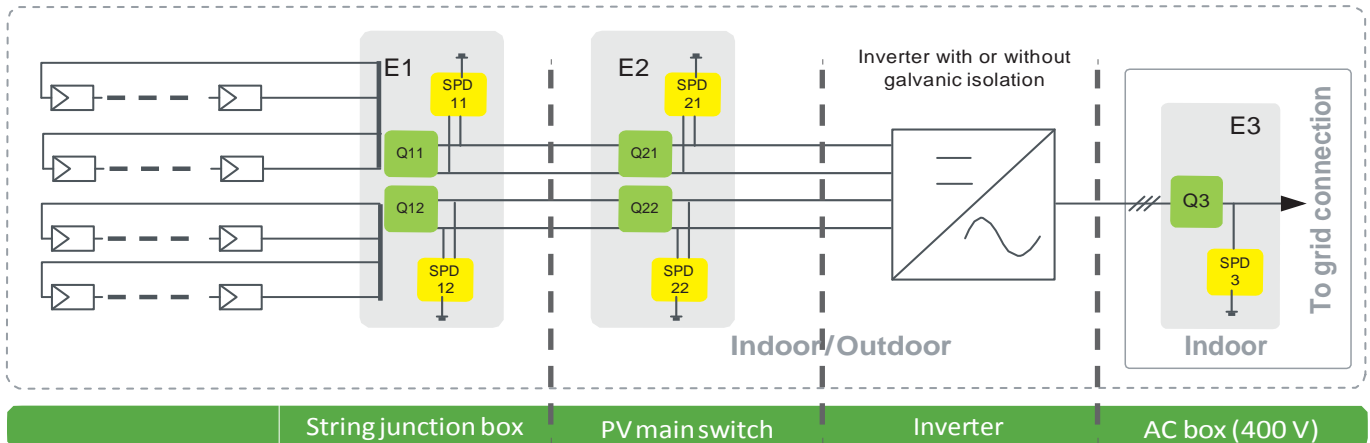 E1
SPD
11
Q11
Q12
SPD
12
E2
SPD
21
Q21
Q22
SPD
22
Inverter with or without
galvanic isolation
E3
Q3
SPD
3
To grid connection
Indoor/Outdoor
Indoor
String junction box
PV main switch
Inverter
AC box (400 V)